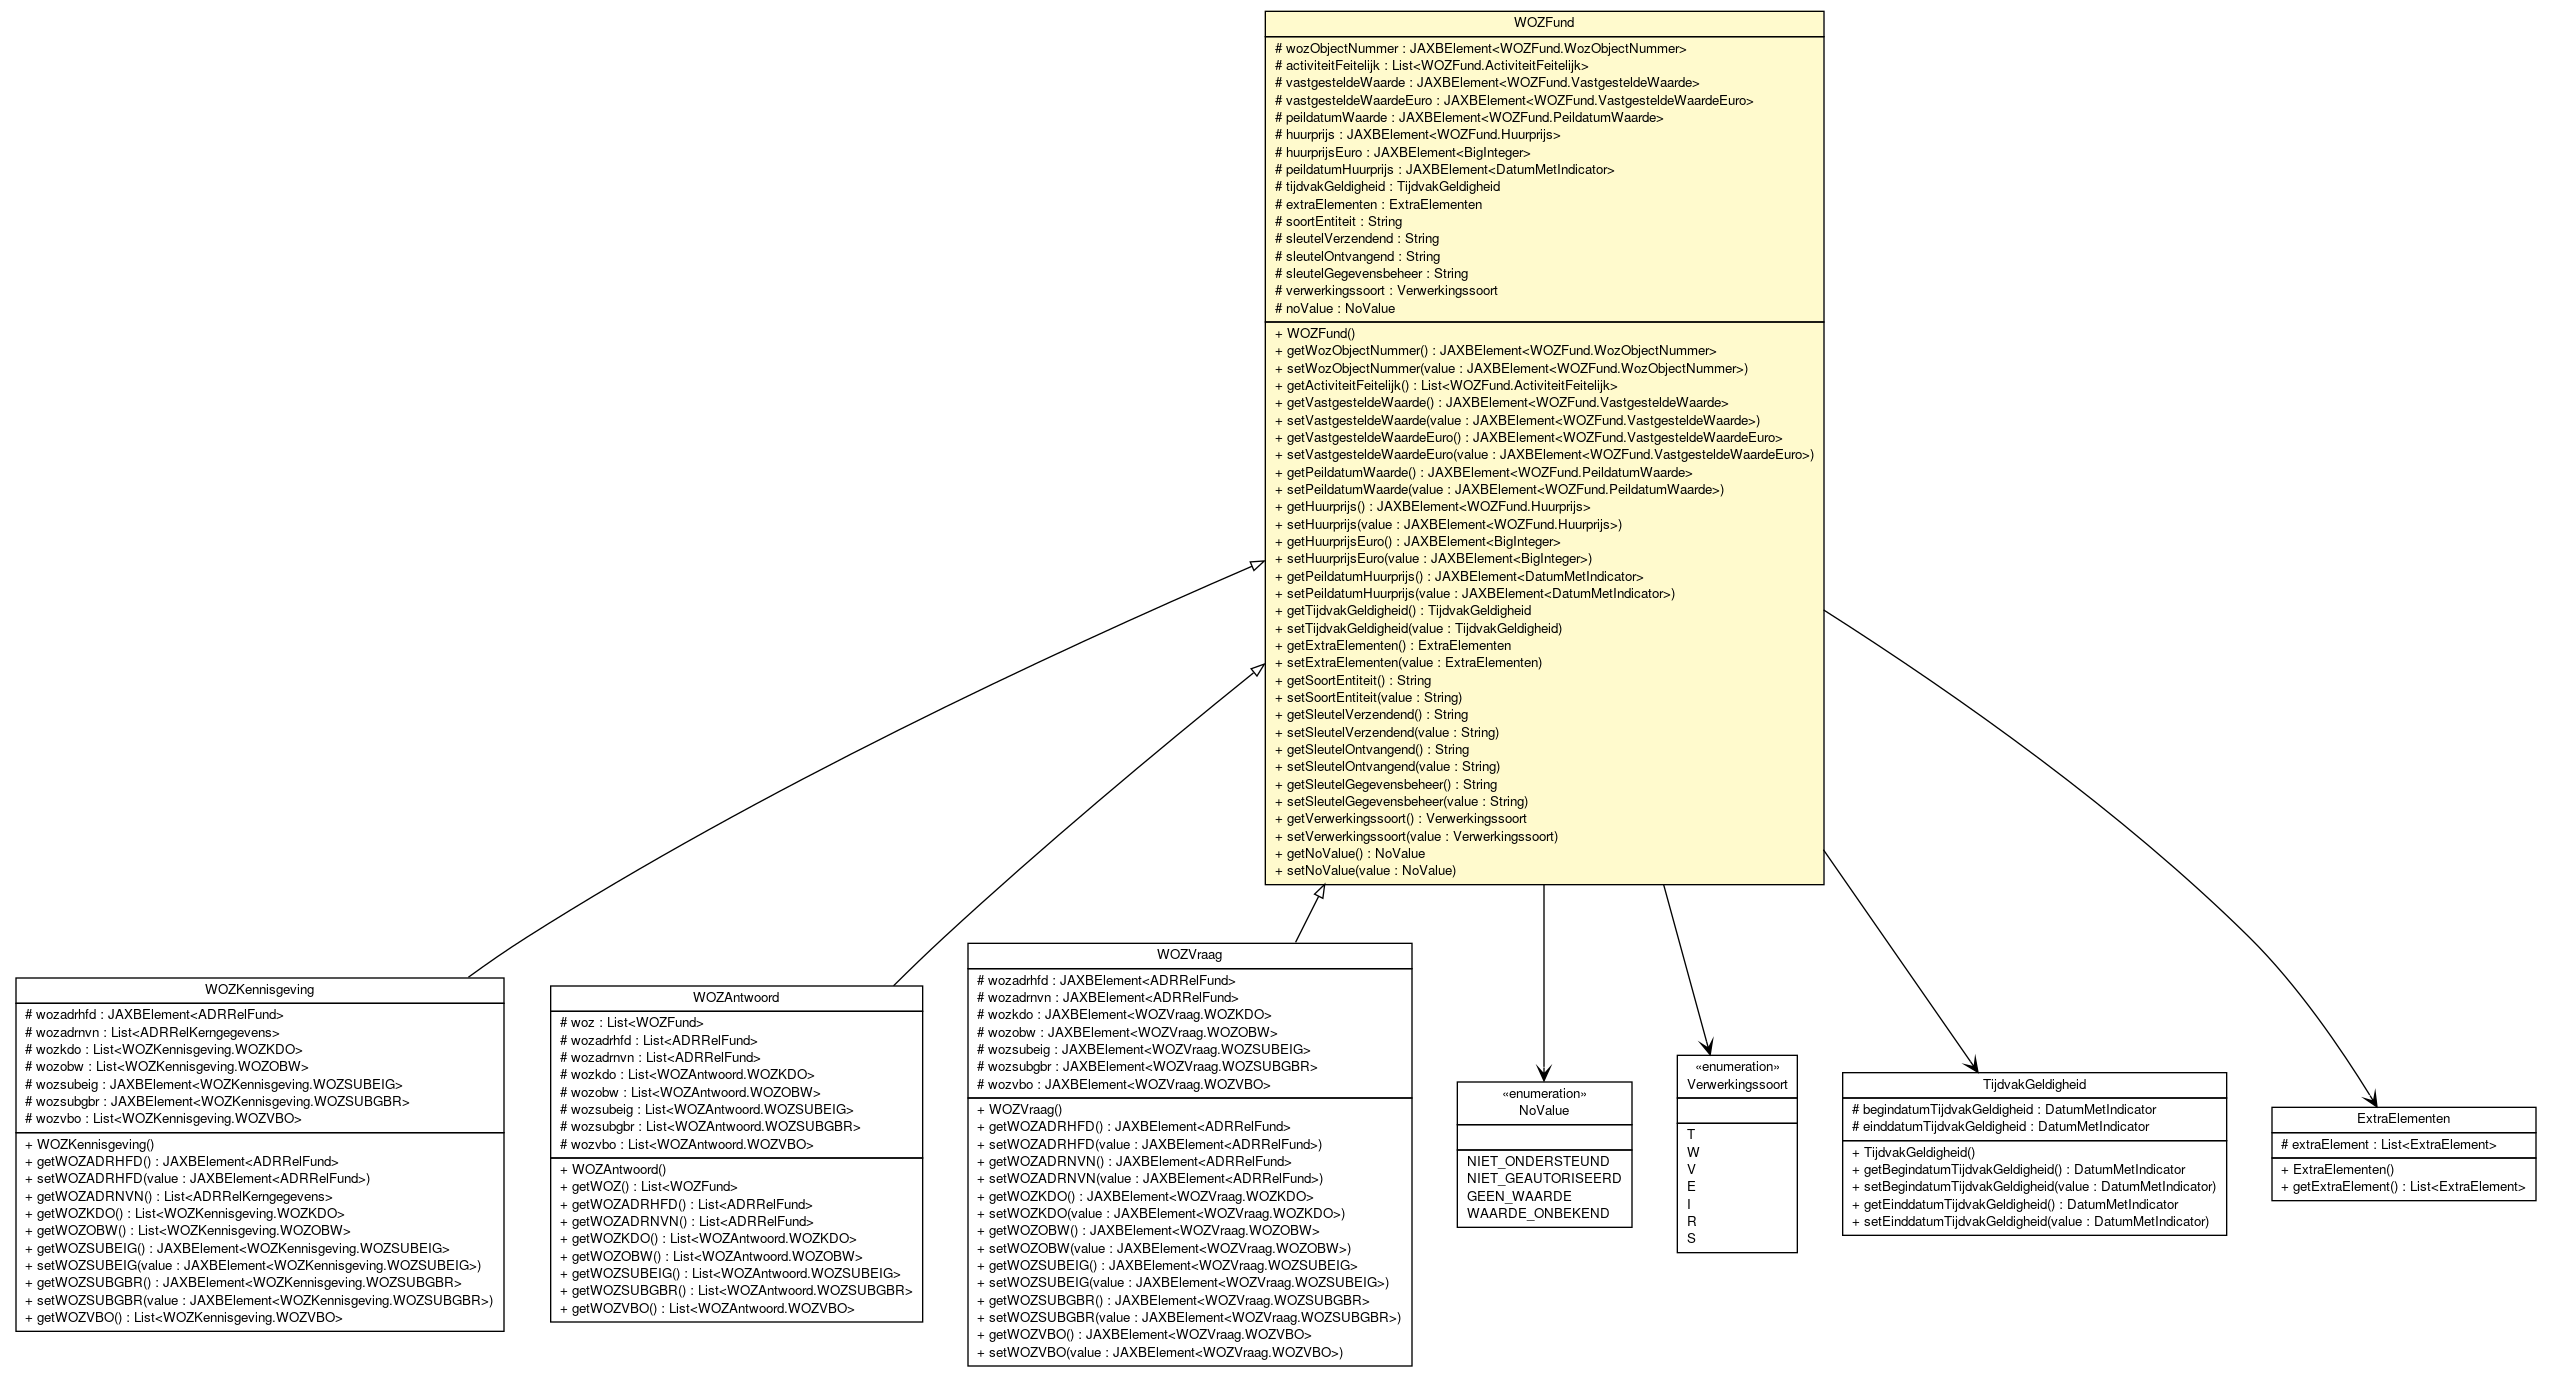 WOZFund
# wozObjectNummer : JAXBElement<WOZFund.WozObjectNummer>
# activiteitFeitelijk : List<WOZFund.ActiviteitFeitelijk>
# vastgesteldeWaarde : JAXBElement<WOZFund.VastgesteldeWaarde>
# vastgesteldeWaardeEuro : JAXBElement<WOZFund.VastgesteldeWaardeEuro>
# peildatumWaarde : JAXBElement<WOZFund.PeildatumWaarde>
# huurprijs : JAXBElement<WOZFund.Huurprijs>
# huurprijsEuro : JAXBElement<BigInteger>
# peildatumHuurprijs : JAXBElement<DatumMetIndicator>
# tijdvakGeldigheid : TijdvakGeldigheid
# extraElementen : ExtraElementen
# soortEntiteit : String
# sleutelVerzendend : String
# sleutelOntvangend : String
# sleutelGegevensbeheer : String
# verwerkingssoort : Verwerkingssoort
# noValue : NoValue
+ WOZFund()
+ getWozObjectNummer() : JAXBElement<WOZFund.WozObjectNummer>
+ setWozObjectNummer(value : JAXBElement<WOZFund.WozObjectNummer>)
+ getActiviteitFeitelijk() : List<WOZFund.ActiviteitFeitelijk>
+ getVastgesteldeWaarde() : JAXBElement<WOZFund.VastgesteldeWaarde>
+ setVastgesteldeWaarde(value : JAXBElement<WOZFund.VastgesteldeWaarde>)
+ getVastgesteldeWaardeEuro() : JAXBElement<WOZFund.VastgesteldeWaardeEuro>
+ setVastgesteldeWaardeEuro(value : JAXBElement<WOZFund.VastgesteldeWaardeEuro>)
+ getPeildatumWaarde() : JAXBElement<WOZFund.PeildatumWaarde>
+ setPeildatumWaarde(value : JAXBElement<WOZFund.PeildatumWaarde>)
+ getHuurprijs() : JAXBElement<WOZFund.Huurprijs>
+ setHuurprijs(value : JAXBElement<WOZFund.Huurprijs>)
+ getHuurprijsEuro() : JAXBElement<BigInteger>
+ setHuurprijsEuro(value : JAXBElement<BigInteger>)
+ getPeildatumHuurprijs() : JAXBElement<DatumMetIndicator>
+ setPeildatumHuurprijs(value : JAXBElement<DatumMetIndicator>)
+ getTijdvakGeldigheid() : TijdvakGeldigheid
+ setTijdvakGeldigheid(value : TijdvakGeldigheid)
+ getExtraElementen() : ExtraElementen
+ setExtraElementen(value : ExtraElementen)
+ getSoortEntiteit() : String
+ setSoortEntiteit(value : String)
+ getSleutelVerzendend() : String
+ setSleutelVerzendend(value : String)
+ getSleutelOntvangend() : String
+ setSleutelOntvangend(value : String)
+ getSleutelGegevensbeheer() : String
+ setSleutelGegevensbeheer(value : String)
+ getVerwerkingssoort() : Verwerkingssoort
+ setVerwerkingssoort(value : Verwerkingssoort)
+ getNoValue() : NoValue
+ setNoValue(value : NoValue)
WOZKennisgeving
# wozadrhfd : JAXBElement<ADRRelFund>
# wozadrnvn : List<ADRRelKerngegevens>
# wozkdo : List<WOZKennisgeving.WOZKDO>
# wozobw : List<WOZKennisgeving.WOZOBW>
# wozsubeig : JAXBElement<WOZKennisgeving.WOZSUBEIG>
# wozsubgbr : JAXBElement<WOZKennisgeving.WOZSUBGBR>
# wozvbo : List<WOZKennisgeving.WOZVBO>
+ WOZKennisgeving()
+ getWOZADRHFD() : JAXBElement<ADRRelFund>
+ setWOZADRHFD(value : JAXBElement<ADRRelFund>)
+ getWOZADRNVN() : List<ADRRelKerngegevens>
+ getWOZKDO() : List<WOZKennisgeving.WOZKDO>
+ getWOZOBW() : List<WOZKennisgeving.WOZOBW>
+ getWOZSUBEIG() : JAXBElement<WOZKennisgeving.WOZSUBEIG>
+ setWOZSUBEIG(value : JAXBElement<WOZKennisgeving.WOZSUBEIG>)
+ getWOZSUBGBR() : JAXBElement<WOZKennisgeving.WOZSUBGBR>
+ setWOZSUBGBR(value : JAXBElement<WOZKennisgeving.WOZSUBGBR>)
+ getWOZVBO() : List<WOZKennisgeving.WOZVBO>
WOZAntwoord
# woz : List<WOZFund>
# wozadrhfd : List<ADRRelFund>
# wozadrnvn : List<ADRRelFund>
# wozkdo : List<WOZAntwoord.WOZKDO>
# wozobw : List<WOZAntwoord.WOZOBW>
# wozsubeig : List<WOZAntwoord.WOZSUBEIG>
# wozsubgbr : List<WOZAntwoord.WOZSUBGBR>
# wozvbo : List<WOZAntwoord.WOZVBO>
+ WOZAntwoord()
+ getWOZ() : List<WOZFund>
+ getWOZADRHFD() : List<ADRRelFund>
+ getWOZADRNVN() : List<ADRRelFund>
+ getWOZKDO() : List<WOZAntwoord.WOZKDO>
+ getWOZOBW() : List<WOZAntwoord.WOZOBW>
+ getWOZSUBEIG() : List<WOZAntwoord.WOZSUBEIG>
+ getWOZSUBGBR() : List<WOZAntwoord.WOZSUBGBR>
+ getWOZVBO() : List<WOZAntwoord.WOZVBO>
WOZVraag
# wozadrhfd : JAXBElement<ADRRelFund>
# wozadrnvn : JAXBElement<ADRRelFund>
# wozkdo : JAXBElement<WOZVraag.WOZKDO>
# wozobw : JAXBElement<WOZVraag.WOZOBW>
# wozsubeig : JAXBElement<WOZVraag.WOZSUBEIG>
# wozsubgbr : JAXBElement<WOZVraag.WOZSUBGBR>
# wozvbo : JAXBElement<WOZVraag.WOZVBO>
+ WOZVraag()
+ getWOZADRHFD() : JAXBElement<ADRRelFund>
+ setWOZADRHFD(value : JAXBElement<ADRRelFund>)
+ getWOZADRNVN() : JAXBElement<ADRRelFund>
+ setWOZADRNVN(value : JAXBElement<ADRRelFund>)
+ getWOZKDO() : JAXBElement<WOZVraag.WOZKDO>
+ setWOZKDO(value : JAXBElement<WOZVraag.WOZKDO>)
+ getWOZOBW() : JAXBElement<WOZVraag.WOZOBW>
+ setWOZOBW(value : JAXBElement<WOZVraag.WOZOBW>)
+ getWOZSUBEIG() : JAXBElement<WOZVraag.WOZSUBEIG>
+ setWOZSUBEIG(value : JAXBElement<WOZVraag.WOZSUBEIG>)
+ getWOZSUBGBR() : JAXBElement<WOZVraag.WOZSUBGBR>
+ setWOZSUBGBR(value : JAXBElement<WOZVraag.WOZSUBGBR>)
+ getWOZVBO() : JAXBElement<WOZVraag.WOZVBO>
+ setWOZVBO(value : JAXBElement<WOZVraag.WOZVBO>)
«enumeration»
NoValue
NIET_ONDERSTEUND
NIET_GEAUTORISEERD
GEEN_WAARDE
WAARDE_ONBEKEND
«enumeration»
Verwerkingssoort
T
W
V
E
I
R
S
TijdvakGeldigheid
# begindatumTijdvakGeldigheid : DatumMetIndicator
# einddatumTijdvakGeldigheid : DatumMetIndicator
+ TijdvakGeldigheid()
+ getBegindatumTijdvakGeldigheid() : DatumMetIndicator
+ setBegindatumTijdvakGeldigheid(value : DatumMetIndicator)
+ getEinddatumTijdvakGeldigheid() : DatumMetIndicator
+ setEinddatumTijdvakGeldigheid(value : DatumMetIndicator)
ExtraElementen
# extraElement : List<ExtraElement>
+ ExtraElementen()
+ getExtraElement() : List<ExtraElement>